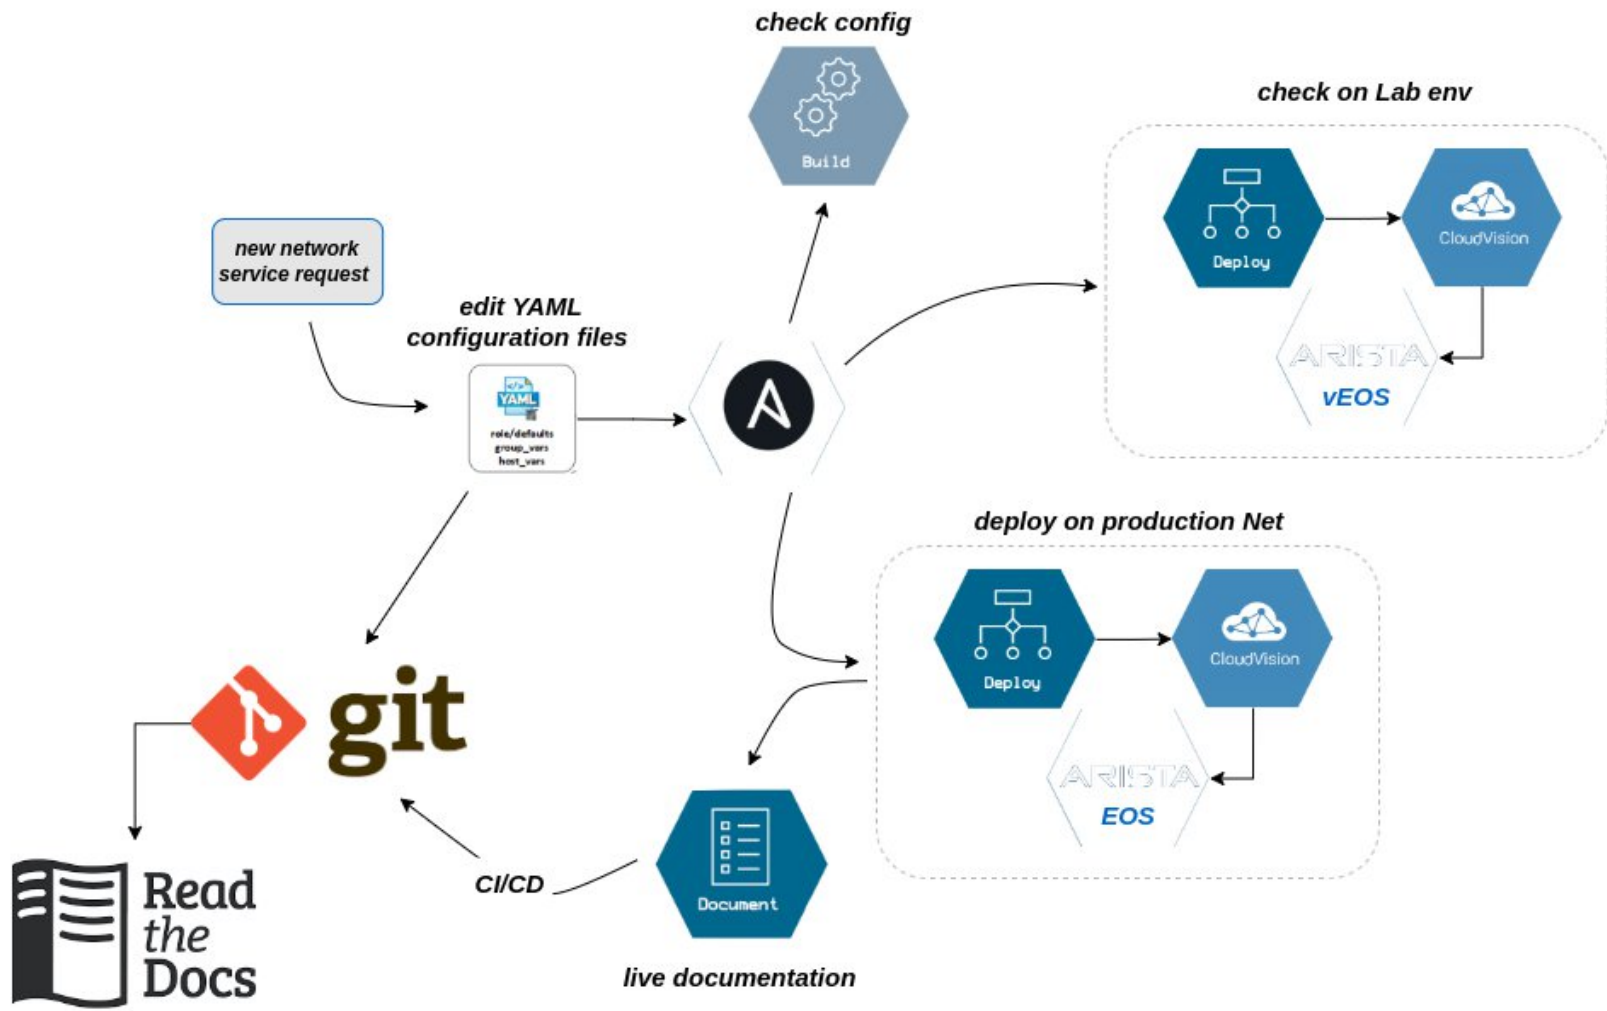 check config
Build
check on Lab env
Deploy
CloudVision
ARISTA
vEOS
new network
service request
edit YAML
configuration files
</>
YAML
role/defaults
group_vars
host_vars
deploy on production Net
Deploy
CloudVision
ARISTA
EOS
git
CI/CD
Document
live documentation
Read
the
Docs